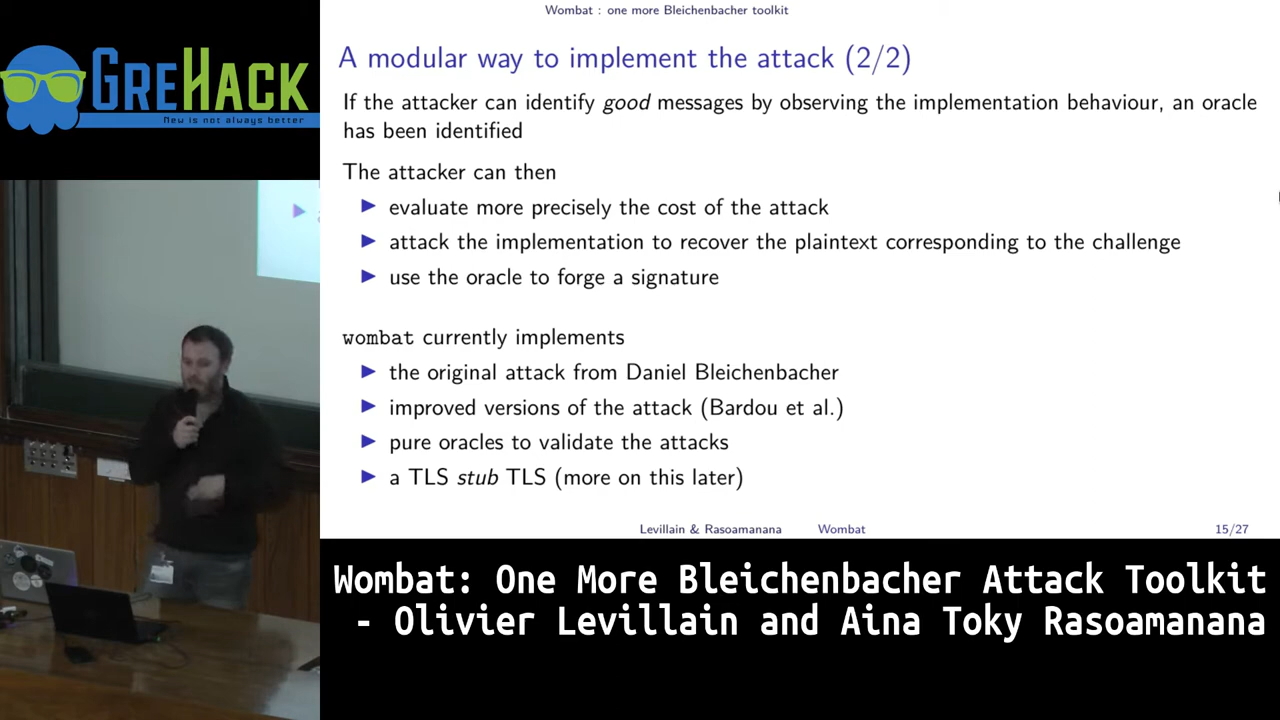 Wombat : one more Bleichenbacher toolkit
GREHACK
New is not always better
A modular way to implement the attack (2/2)
If the attacker can identify good messages by observing the implementation behaviour, an oracle
has been identified
The attacker can then
▶ evaluate more precisely the cost of the attack
▶ attack the implementation to recover the plaintext corresponding to the challenge
▶ use the oracle to forge a signature
wombat currently implements
▶ the original attack from Daniel Bleichenbacher
▶ improved versions of the attack (Bardou et al.)
▶ pure oracles to validate the attacks
▶ a TLS stub TLS (more on this later)
Levillain & Rasoamanana Wombat 15/27
Wombat: One More Bleichenbacher Attack Toolkit
- Olivier Levillain and Aina Toky Rasoamanana